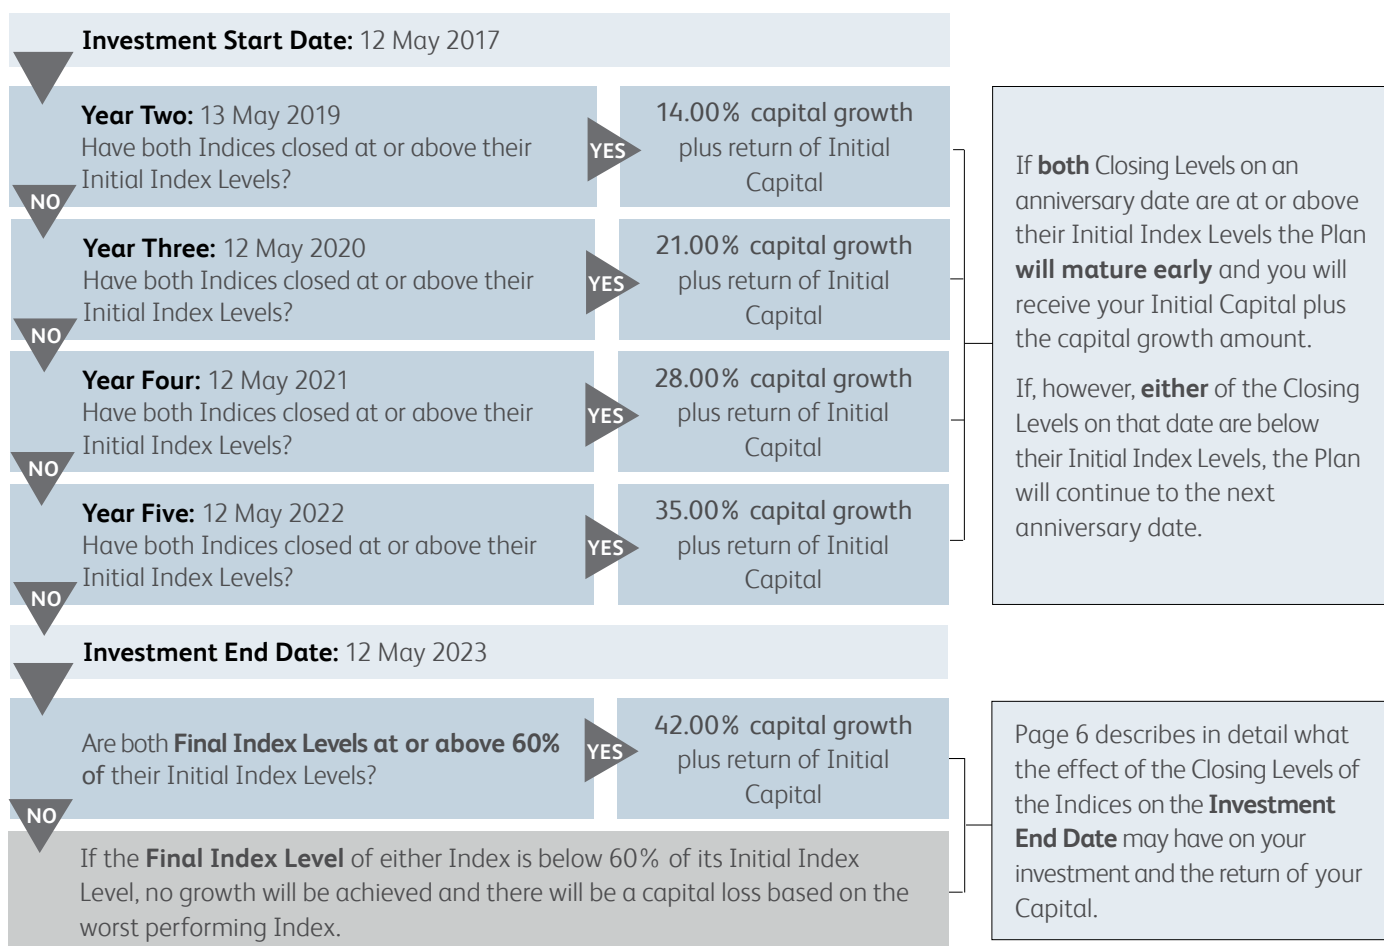 Investment Start Date: 12 May 2017
Year Two: 13 May 2019
Have both Indices closed at or above their
Initial Index Levels?
YES
14.00% capital growth
plus return of Initial
Capital
NO
Year Three: 12 May 2020
Have both Indices closed at or above their
Initial Index Levels?
YES
21.00% capital growth
plus return of Initial
Capital
NO
Year Four: 12 May 2021
Have both Indices closed at or above their
Initial Index Levels?
YES
28.00% capital growth
plus return of Initial
Capital
NO
Year Five: 12 May 2022
Have both Indices closed at or above their
Initial Index Levels?
YES
35.00% capital growth
plus return of Initial
Capital
NO
If both Closing Levels on an
anniversary date are at or above
their Initial Index Levels the Plan
will mature early and you will
receive your Initial Capital plus
the capital growth amount.
If, however, either of the Closing
Levels on that date are below
their Initial Index Levels, the Plan
will continue to the next
anniversary date.
Investment End Date: 12 May 2023
Are both Final Index Levels at or above 60%
of their Initial Index Levels?
YES
42.00% capital growth
plus return of Initial
Capital
NO
If the Final Index Level of either Index is below 60% of its Initial Index
Level, no growth will be achieved and there will be a capital loss based on the
worst performing Index.
Page 6 describes in detail what
the effect of the Closing Levels of
the Indices on the Investment
End Date may have on your
investment and the return of your
Capital.